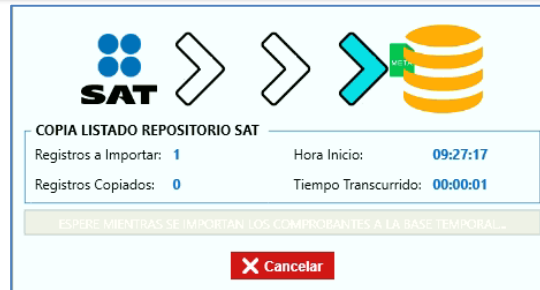 SAT
META
COPIA LISTADO REPOSITORIO SAT
Registros a Importar: 1 Hora Inicio: 09:27:17
Registros Copiados: 0 Tiempo Transcurrido: 00:00:01
ESPERE MIENTRAS SE IMPORTAN LOS COMPROBANTES A LA BASE TEMPORAL...
Cancelar